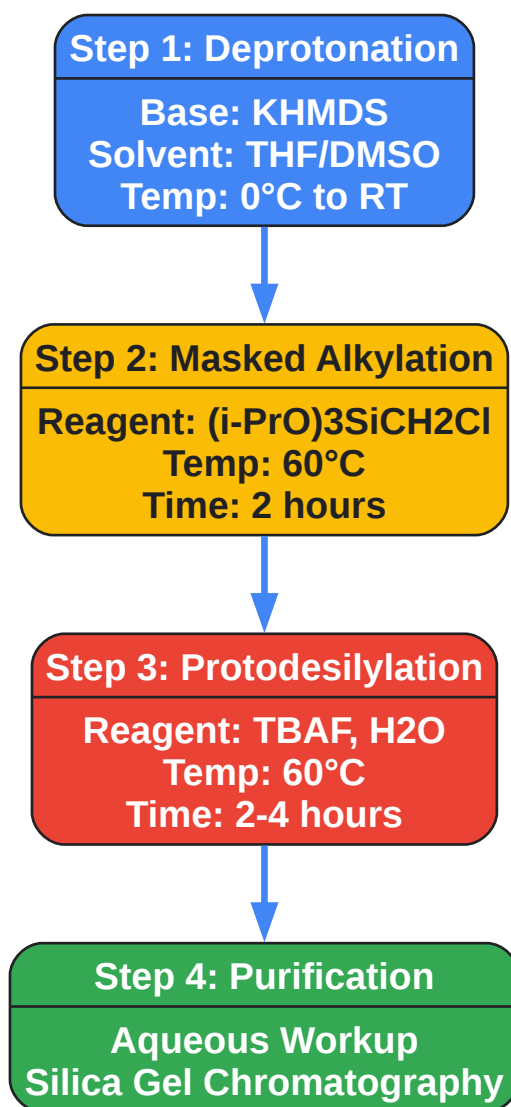 Step 1: Deprotonation
Base: KHMDS
Solvent: THF/DMSO
Temp: 0°C to RT
Step 2: Masked Alkylation
Reagent: (i-PrO)3SiCH2Cl
Temp: 60°C
Time: 2 hours
Step 3: Protodesilylation
Reagent: TBAF, H2O
Temp: 60°C
Time: 2-4 hours
Step 4: Purification
Aqueous Workup
Silica Gel Chromatography